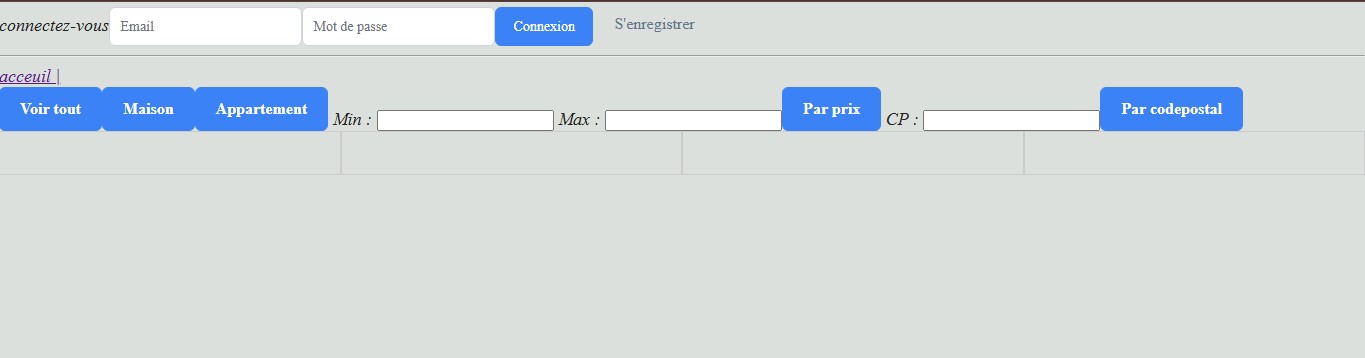 connectez-vous Email Mot de passe Connexion S'enregistrer
acceuil |
Voir tout Maison Appartement Min : Max : Par prix CP : Par codepostal